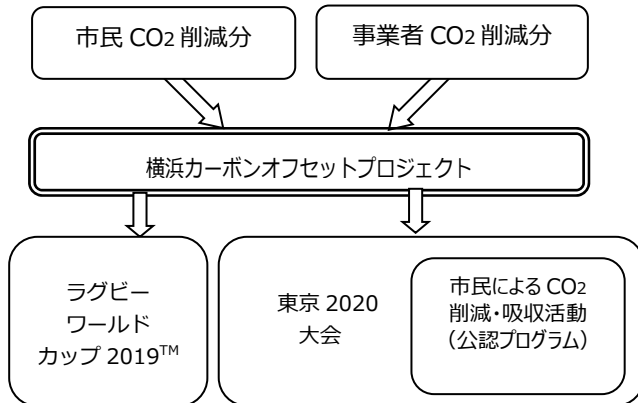 市民 CO2 削減分
事業者 CO2 削減分
横浜カーボンオフセットプロジェクト
ラグビー
ワールド
カップ 2019™
東京 2020
大会
市民による CO2
削減・吸収活動
（公認プログラム）